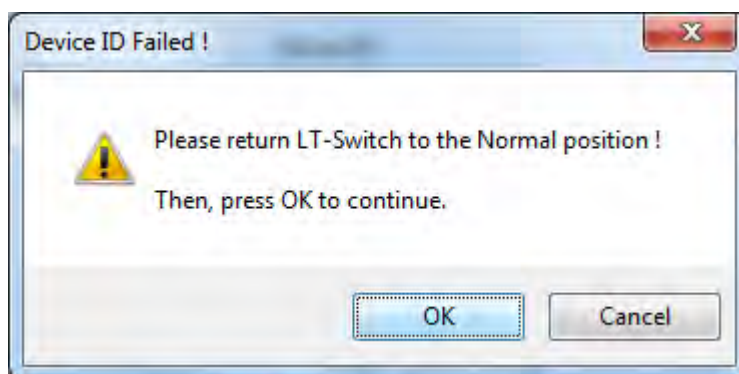 Device ID Failed !
Please return LT-Switch to the Normal position !
Then, press OK to continue.
OK
Cancel